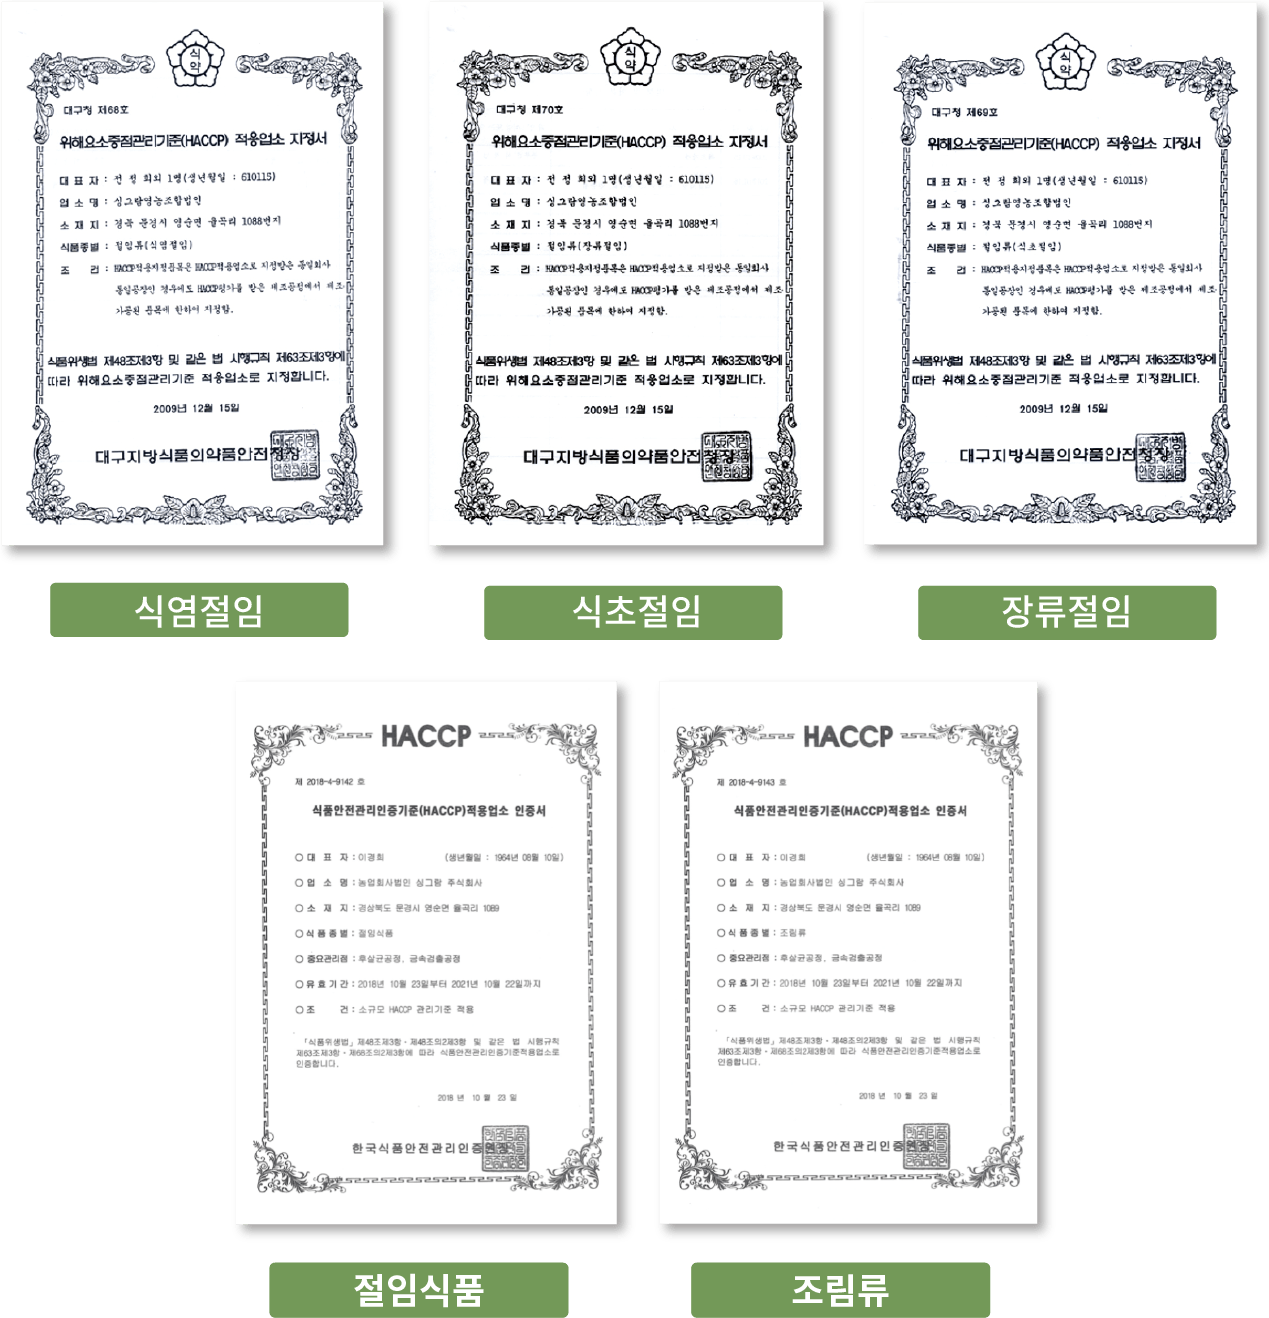 식약
대구청 제68호
위해요소중점관리기준(HACCP) 적용업소 지정서
대 표 자 : 전 정 희외 1명(생년월일 : 610115)
업 소 명 : 싱그람영농조합법인
소 재 지 : 경북 문경시 영순면 율곡리 1088번지
식품종별 : 절임류(식염절임)
조 건 : HACCP적용지정품목은 HACCP적용업소로 지정받은 동일회사
동일공장인 경우에도 HACCP평가를 받은 제조공정에서 제조·
가공된 품목에 한하여 지정함.
식품위생법 제48조제3항 및 같은 법 시행규칙 제63조제3항에
따라 위해요소중점관리기준 적용업소로 지정합니다.
2009년 12월 15일
대구지방식품의약품안전청장
식염절임
식약
대구청 제70호
위해요소중점관리기준(HACCP) 적용업소 지정서
대 표 자 : 전 정 희외 1명(생년월일 : 610115)
업 소 명 : 싱그람영농조합법인
소 재 지 : 경북 문경시 영순면 율곡리 1088번지
식품종별 : 절임류(장류절임)
조 건 : HACCP적용지정품목은 HACCP적용업소로 지정받은 동일회사
동일공장인 경우에도 HACCP평가를 받은 제조공정에서 제조·
가공된 품목에 한하여 지정함.
식품위생법 제48조제3항 및 같은 법 시행규칙 제63조제3항에
따라 위해요소중점관리기준 적용업소로 지정합니다.
2009년 12월 15일
대구지방식품의약품안전청장
식초절임
식약
대구청 제69호
위해요소중점관리기준(HACCP) 적용업소 지정서
대 표 자 : 전 정 희외 1명(생년월일 : 610115)
업 소 명 : 싱그람영농조합법인
소 재 지 : 경북 문경시 영순면 율곡리 1088번지
식품종별 : 절임류(식초절임)
조 건 : HACCP적용지정품목은 HACCP적용업소로 지정받은 동일회사
동일공장인 경우에도 HACCP평가를 받은 제조공정에서 제조·
가공된 품목에 한하여 지정함.
식품위생법 제48조제3항 및 같은 법 시행규칙 제63조제3항에
따라 위해요소중점관리기준 적용업소로 지정합니다.
2009년 12월 15일
대구지방식품의약품안전청장
장류절임
HACCP
제 2018-4-9142 호
식품안전관리인증기준(HACCP)적용업소 인증서
○ 대 표 자 : 이경희 (생년월일 : 1964년 08월 10일)
○ 업 소 명 : 농업회사법인 싱그람 주식회사
○ 소 재 지 : 경상북도 문경시 영순면 율곡리 1089
○ 식품종별 : 절임식품
○ 중요관리점 : 후살균공정, 금속검출공정
○ 유효기간 : 2018년 10월 23일부터 2021년 10월 22일까지
○ 조 건 : 소규모 HACCP 관리기준 적용
「식품위생법」 제48조제3항·제48조의2제3항 및 같은 법 시행규칙
제63조제3항·제68조의2제3항에 따라 식품안전관리인증기준적용업소로
인증합니다.
2018 년 10 월 23 일
한국식품안전관리인증원장
절임식품
HACCP
제 2018-4-9143 호
식품안전관리인증기준(HACCP)적용업소 인증서
○ 대 표 자 : 이경희 (생년월일 : 1964년 08월 10일)
○ 업 소 명 : 농업회사법인 싱그람 주식회사
○ 소 재 지 : 경상북도 문경시 영순면 율곡리 1089
○ 식품종별 : 조림류
○ 중요관리점 : 후살균공정, 금속검출공정
○ 유효기간 : 2018년 10월 23일부터 2021년 10월 22일까지
○ 조 건 : 소규모 HACCP 관리기준 적용
「식품위생법」 제48조제3항·제48조의2제3항 및 같은 법 시행규칙
제63조제3항·제68조의2제3항에 따라 식품안전관리인증기준적용업소로
인증합니다.
2018 년 10 월 23 일
한국식품안전관리인증원장
조림류